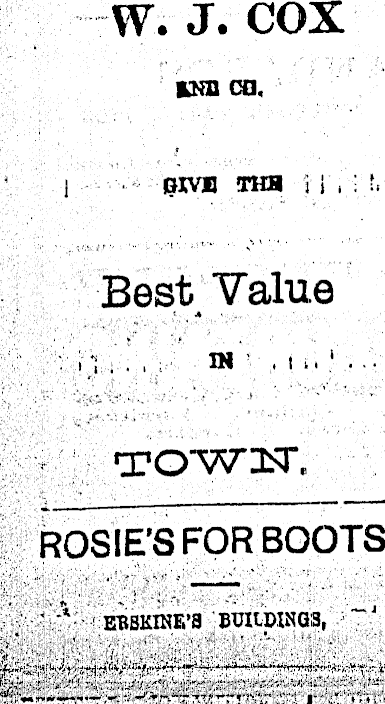 W. J. COX
AND CO.
GIVE THE
Best Value
IN
TOWN.
ROSIE'S FOR BOOTS
ERSKINE'S BUILDINGS,